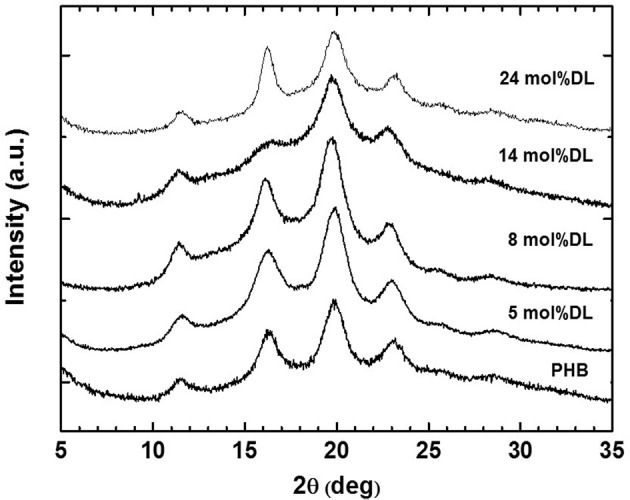 24 mol%DL
14 mol%DL
8 mol%DL
5 mol%DL
PHB
Intensity (a.u.)
5 10 15 20 25 30 35
2θ (deg)